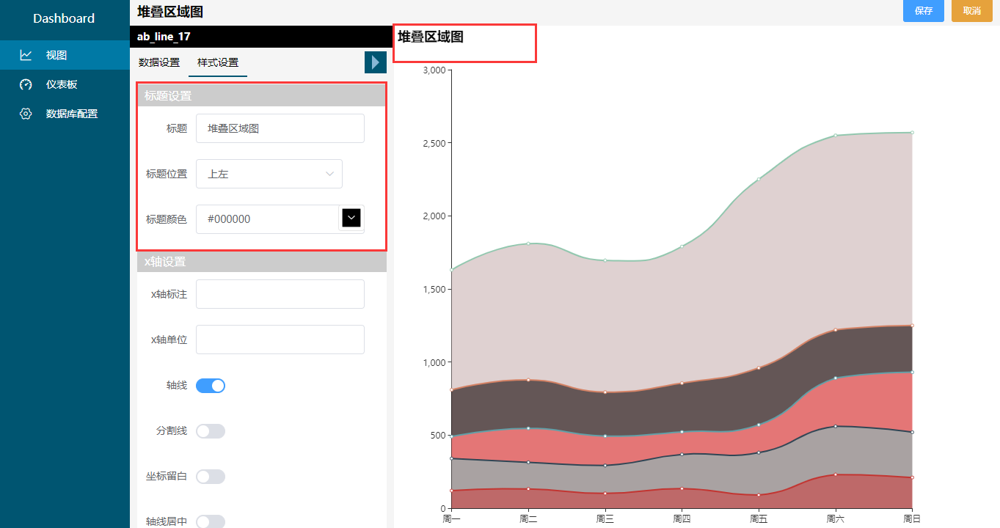 Dashboard
视图
仪表板
数据库配置
堆叠区域图
保存
取消
ab_line_17
数据设置
样式设置
标题设置
标题
堆叠区域图
标题位置
上左
标题颜色
#000000
x轴设置
x轴标注
x轴单位
轴线
分割线
坐标留白
轴线居中
堆叠区域图
3,000
2,500
2,000
1,500
1,000
500
0
周一
周二
周三
周四
周五
周六
周日